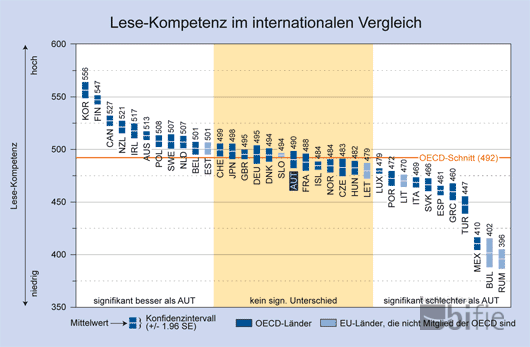 Lese-Kompetenz im internationalen Vergleich
hoch
Lese-Kompetenz
niedrig
600
550
500
450
400
350
KOR 556
FIN 547
CAN 527
NZL 521
IRL 517
AUS 513
POL 508
SWE 507
NLD 507
BEL 501
EST 501
CHE 499
JPN 498
GBR 495
DEU 495
DNK 494
SLO 494
AUT 490
FRA 488
ISL 484
NOR 484
CZE 483
HUN 482
LET 479
LUX 479
POR 472
LIT 470
ITA 469
SVK 466
ESP 461
GRC 460
TUR 447
MEX 410
BUL 402
RUM 396
OECD-Schnitt (492)
signifikant besser als AUT
kein sign. Unterschied
signifikant schlechter als AUT
Mittelwert
Konfidenzintervall
(+/- 1.96 SE)
OECD-Länder
EU-Länder, die nicht Mitglied der OECD sind
bifie